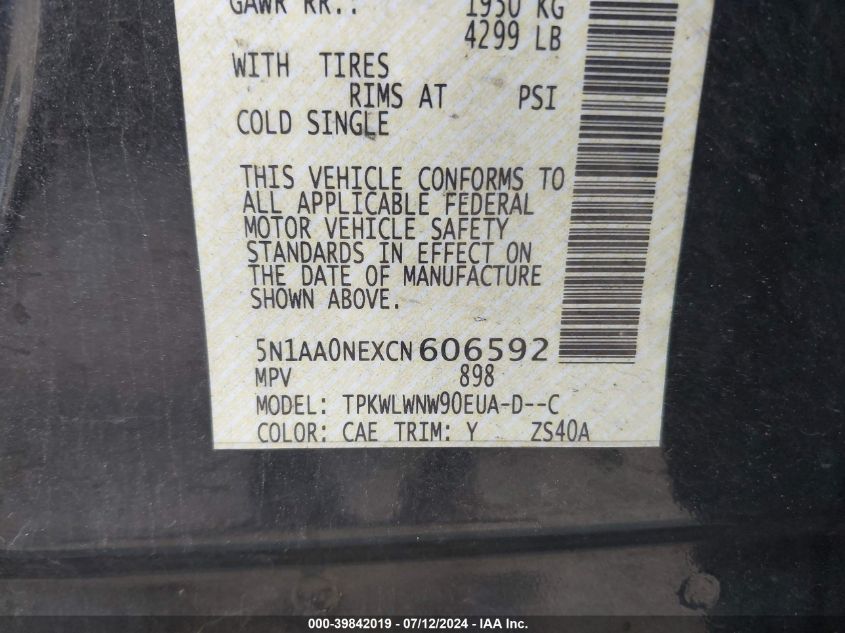 GAWR RR.: 1950 KG
4299 LB
WITH TIRES
RIMS AT PSI
COLD SINGLE
THIS VEHICLE CONFORMS TO
ALL APPLICABLE FEDERAL
MOTOR VEHICLE SAFETY
STANDARDS IN EFFECT ON
THE DATE OF MANUFACTURE
SHOWN ABOVE.
5N1AA0NEXCN606592
MPV 898
MODEL: TPKWLWNW90EUA-D--C
COLOR: CAE TRIM: Y ZS40A
000-39842019 - 07/12/2024 - IAA Inc.